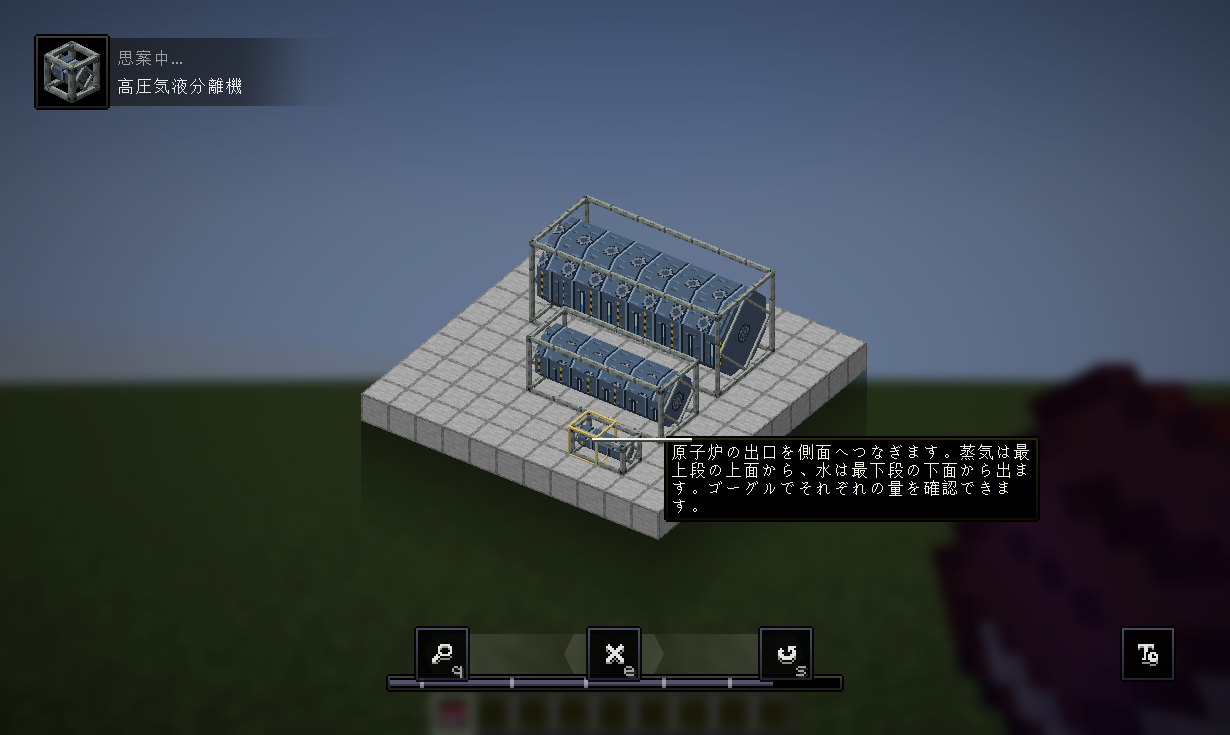 思案中...
高圧気液分離機
原子炉の出口を側面へつなぎます。蒸気は最
上段の上面から、水は最下段の下面から出ま
す。ゴーグルでそれぞれの量を確認できま
す。
q
e
s